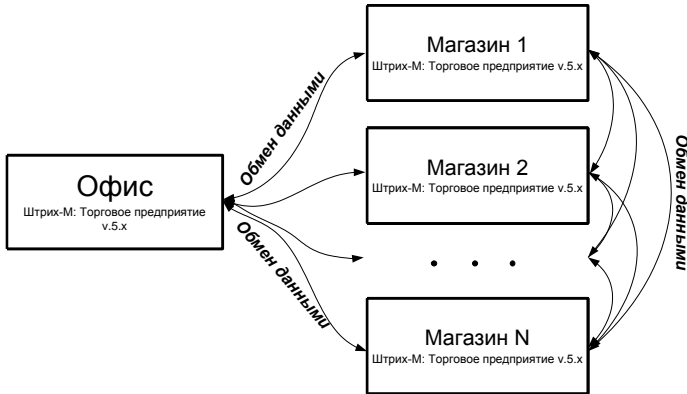 Магазин 1
Штрих-М: Торговое предприятие v.5.x
Обмен данными
Магазин 2
Штрих-М: Торговое предприятие v.5.x
Обмен данными
Офис
Штрих-М: Торговое предприятие
v.5.x
Обмен данными
. . .
Магазин N
Штрих-М: Торговое предприятие v.5.x